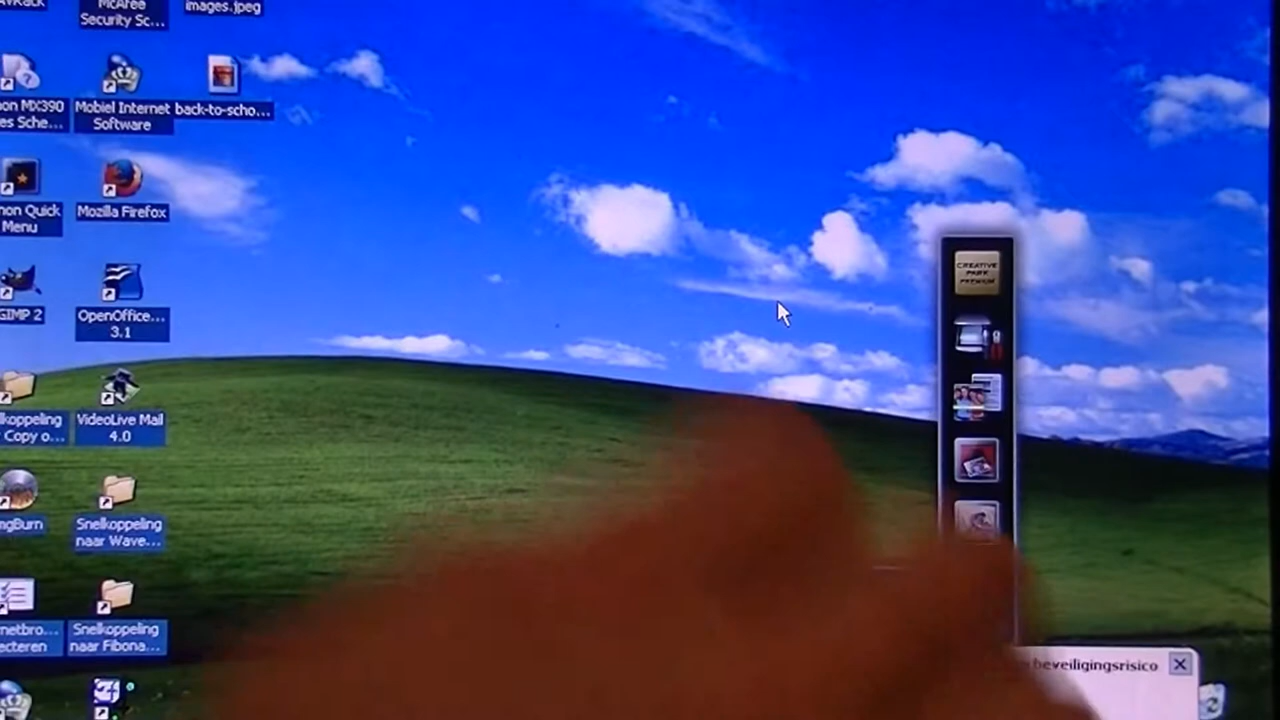 McAfee
Security Sc...
images.jpeg
MX390
es Sche...
Mobiel Internet
Software
back-to-scho...
Quick
Menu
Mozilla Firefox
GIMP 2
OpenOffice...
3.1
koppeling
Copy o...
VideoLive Mail
4.0
Snelkoppeling
naar Wave...
Snelkoppeling
naar Fibona...
CREATIVE
PARK
PREMIUM
beveiligingsrisico